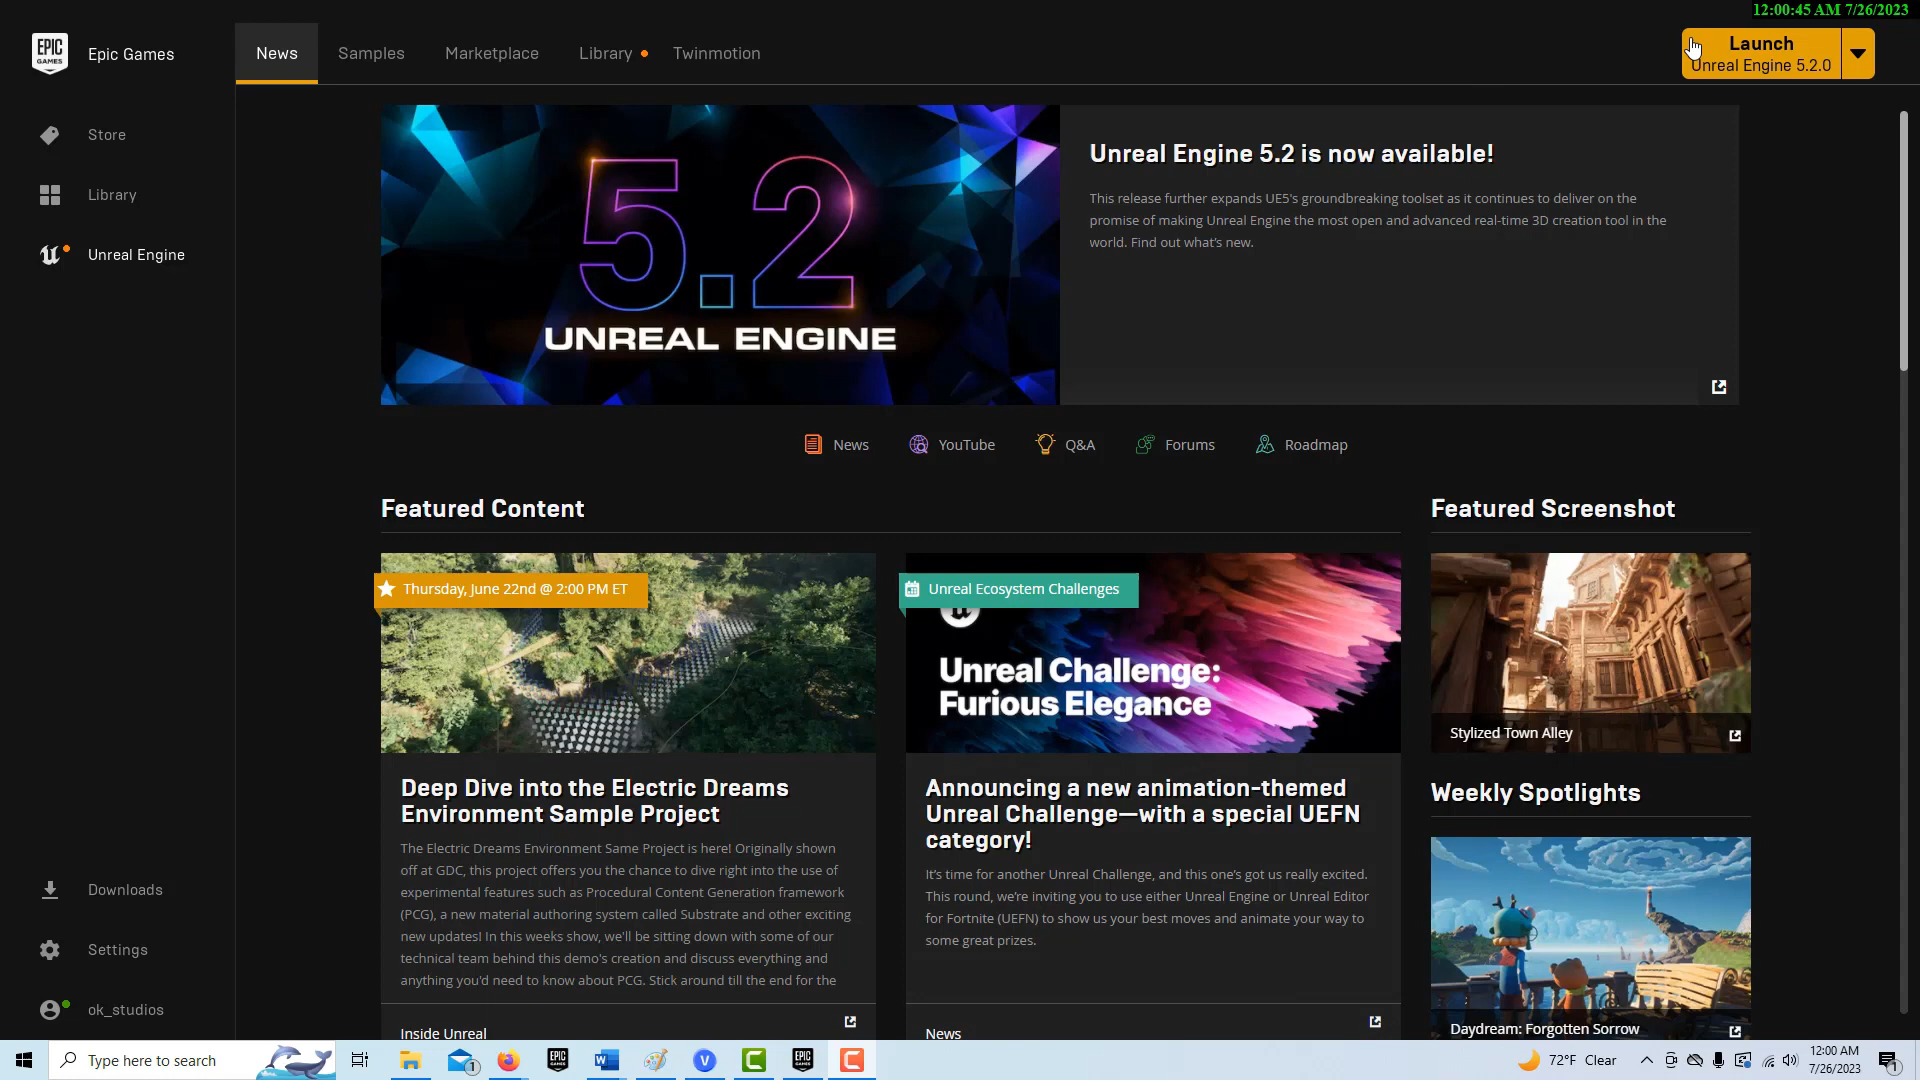 12:00:45 AM 7/26/2023
EPIC
GAMES
Epic Games
News
Samples
Marketplace
Library
Twinmotion
Launch
Unreal Engine 5.2.0
Store
Library
Unreal Engine
5.2
UNREAL ENGINE
Unreal Engine 5.2 is now available!
This release further expands UE5's groundbreaking toolset as it continues to deliver on the
promise of making Unreal Engine the most open and advanced real-time 3D creation tool in the
world. Find out what's new.
News
YouTube
Q&A
Forums
Roadmap
Featured Content
Thursday, June 22nd @ 2:00 PM ET
Deep Dive into the Electric Dreams
Environment Sample Project
The Electric Dreams Environment Same Project is here! Originally shown
off at GDC, this project offers you the chance to dive right into the use of
experimental features such as Procedural Content Generation framework
(PCG), a new material authoring system called Substrate and other exciting
new updates! In this weeks show, we'll be sitting down with some of our
technical team behind this demo's creation and discuss everything and
anything you'd need to know about PCG. Stick around till the end for the
Inside Unreal
Unreal Ecosystem Challenges
Unreal Challenge:
Furious Elegance
Announcing a new animation-themed
Unreal Challenge—with a special UEFN
category!
It's time for another Unreal Challenge, and this one's got us really excited.
This round, we're inviting you to use either Unreal Engine or Unreal Editor
for Fortnite (UEFN) to show us your best moves and animate your way to
some great prizes.
News
Featured Screenshot
Stylized Town Alley
Weekly Spotlights
Daydream: Forgotten Sorrow
Downloads
Settings
ok_studios
Type here to search
1
EPIC
GAMES
W
V
C
EPIC
GAMES
C
72°F Clear
12:00 AM
7/26/2023
1